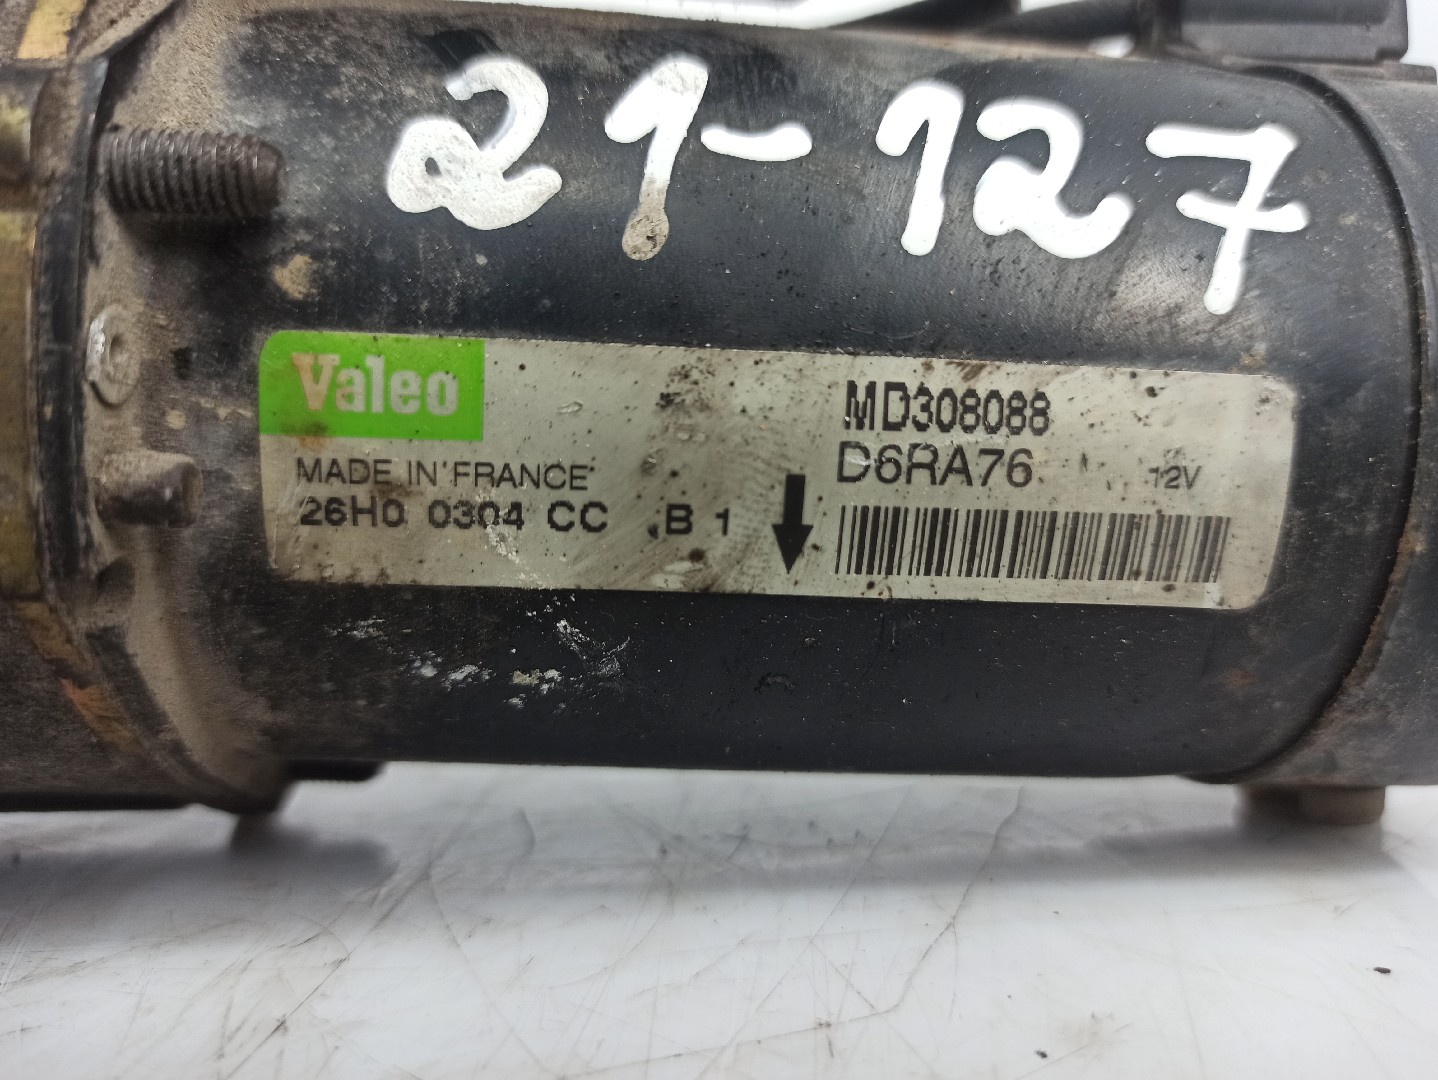 21-127
Valeo
MD308088
D6RA76 12V
MADE IN FRANCE
26H0 0304 CC B 1